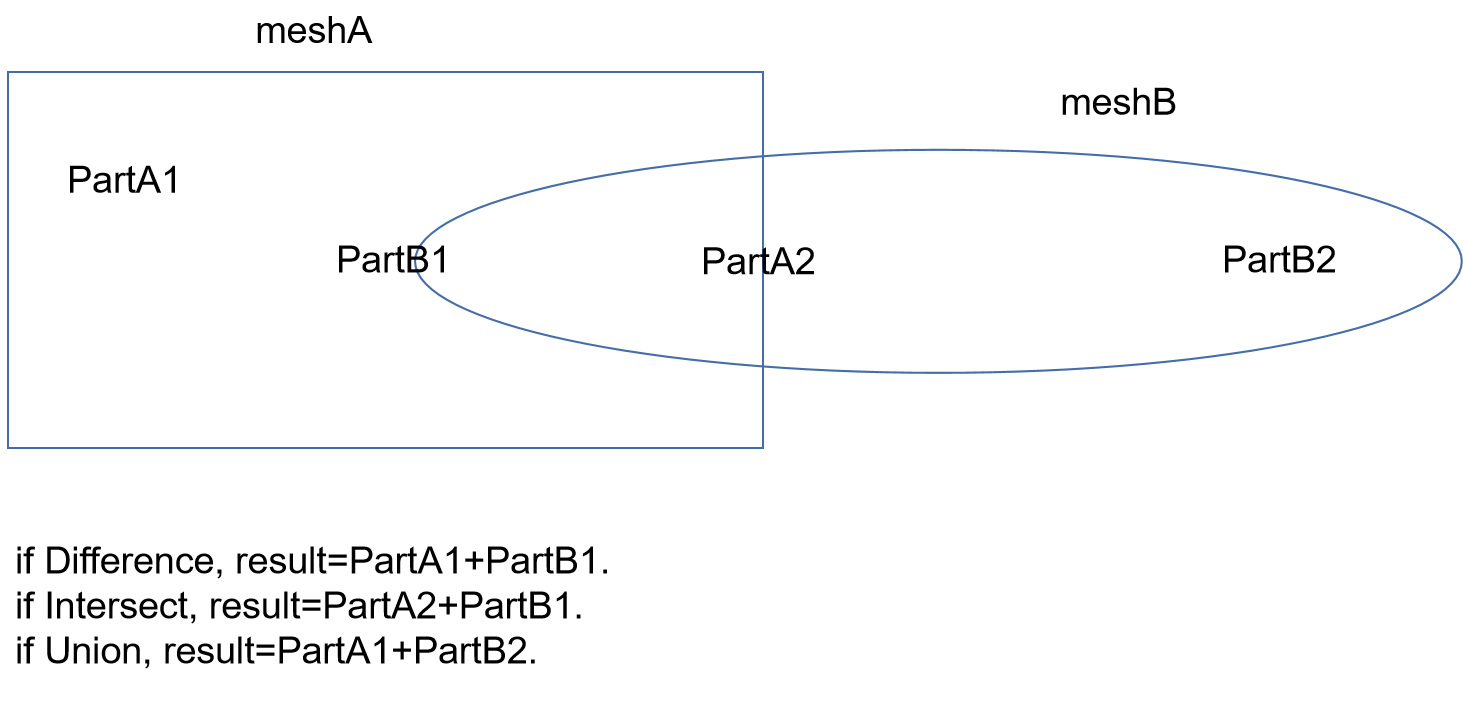 meshA
meshB
PartA1
PartB1
PartA2
PartB2
if Difference, result=PartA1+PartB1.
if Intersect, result=PartA2+PartB1.
if Union, result=PartA1+PartB2.